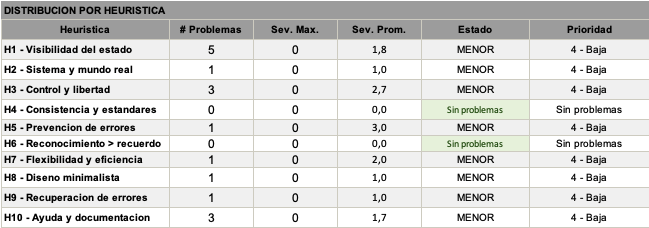 DISTRIBUCION POR HEURISTICA
Heuristica # Problemas Sev. Max. Sev. Prom. Estado Prioridad
H1 - Visibilidad del estado 5 0 1,8 MENOR 4 - Baja
H2 - Sistema y mundo real 1 0 1,0 MENOR 4 - Baja
H3 - Control y libertad 3 0 2,7 MENOR 4 - Baja
H4 - Consistencia y estandares 0 0 0,0 Sin problemas Sin problemas
H5 - Prevencion de errores 1 0 3,0 MENOR 4 - Baja
H6 - Reconocimiento > recuerdo 0 0 0,0 Sin problemas Sin problemas
H7 - Flexibilidad y eficiencia 1 0 2,0 MENOR 4 - Baja
H8 - Diseno minimalista 1 0 1,0 MENOR 4 - Baja
H9 - Recuperacion de errores 1 0 1,0 MENOR 4 - Baja
H10 - Ayuda y documentacion 3 0 1,7 MENOR 4 - Baja